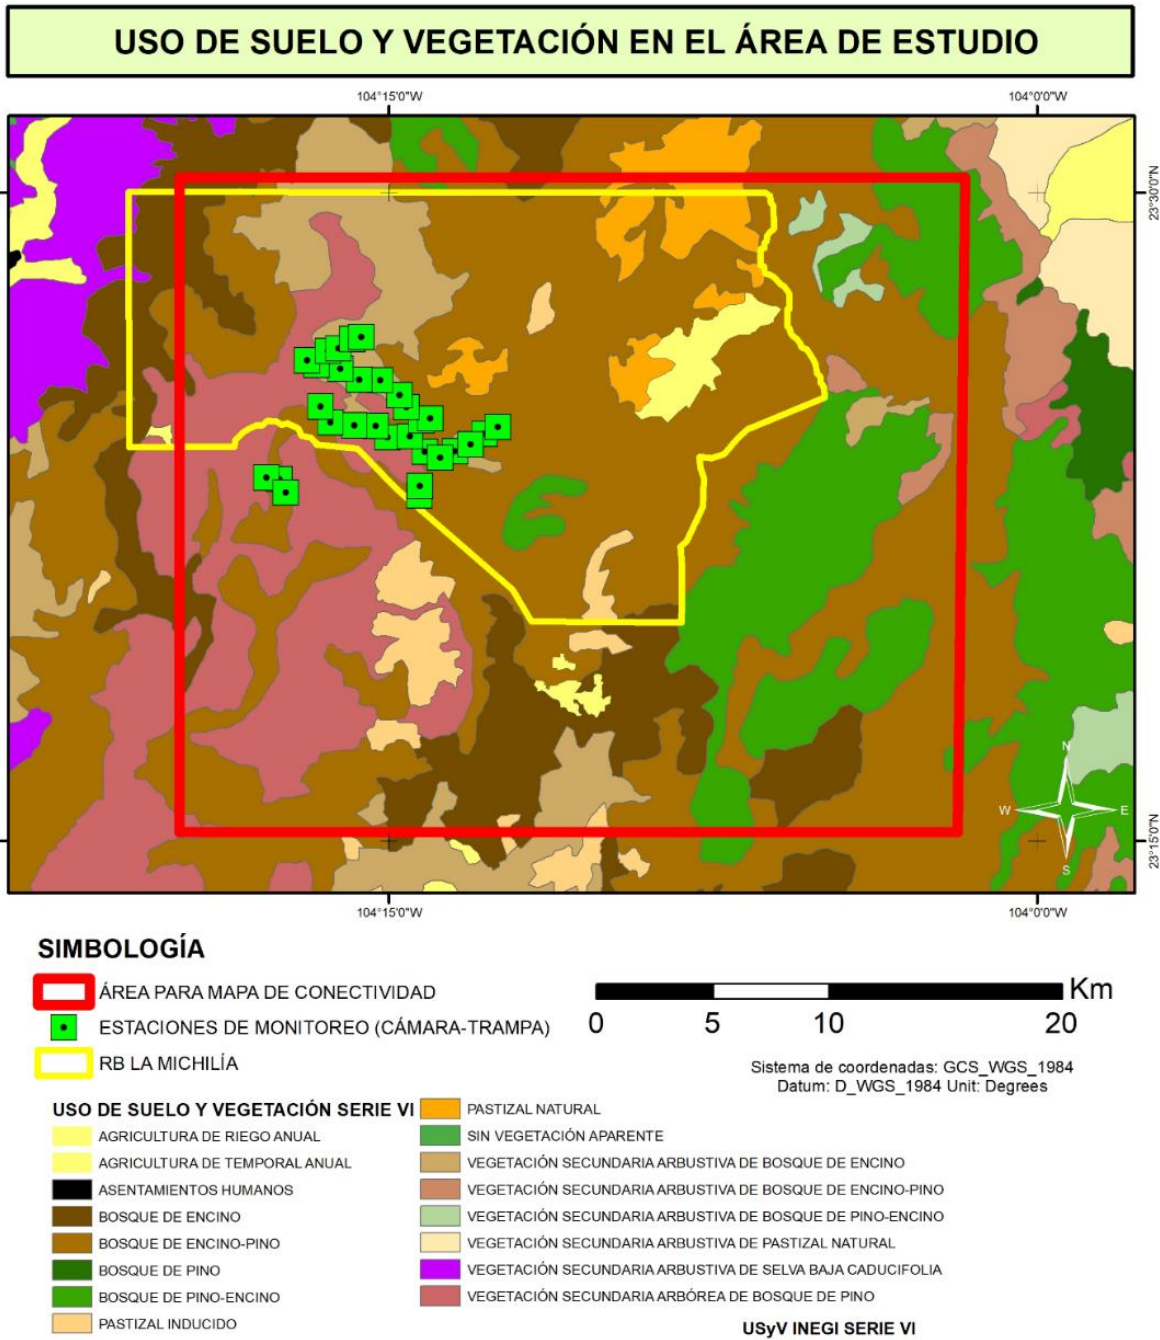 USO DE SUELO Y VEGETACIÓN EN EL ÁREA DE ESTUDIO
104°15'0"W
104°0'0"W
23°30'0"N
N
W
E
S
23°15'0"N
104°15'0"W
104°0'0"W
SIMBOLOGÍA
ÁREA PARA MAPA DE CONECTIVIDAD
ESTACIONES DE MONITOREO (CÁMARA-TRAMPA)
RB LA MICHILÍA
Km
0 5 10 20
Sistema de coordenadas: GCS_WGS_1984
Datum: D_WGS_1984 Unit: Degrees
USO DE SUELO Y VEGETACIÓN SERIE VI
AGRICULTURA DE RIEGO ANUAL
AGRICULTURA DE TEMPORAL ANUAL
ASENTAMIENTOS HUMANOS
BOSQUE DE ENCINO
BOSQUE DE ENCINO-PINO
BOSQUE DE PINO
BOSQUE DE PINO-ENCINO
PASTIZAL INDUCIDO
PASTIZAL NATURAL
SIN VEGETACIÓN APARENTE
VEGETACIÓN SECUNDARIA ARBUSTIVA DE BOSQUE DE ENCINO
VEGETACIÓN SECUNDARIA ARBUSTIVA DE BOSQUE DE ENCINO-PINO
VEGETACIÓN SECUNDARIA ARBUSTIVA DE BOSQUE DE PINO-ENCINO
VEGETACIÓN SECUNDARIA ARBUSTIVA DE PASTIZAL NATURAL
VEGETACIÓN SECUNDARIA ARBUSTIVA DE SELVA BAJA CADUCIFOLIA
VEGETACIÓN SECUNDARIA ARBÓREA DE BOSQUE DE PINO
USyV INEGI SERIE VI